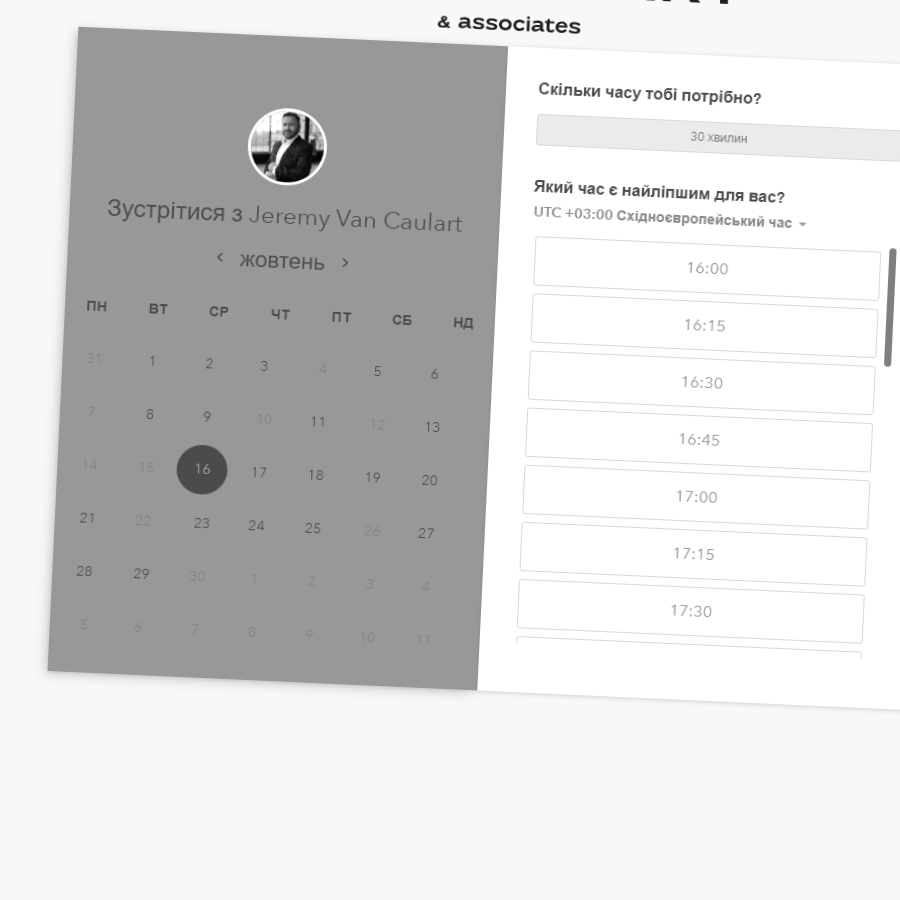 & associates
Зустрітися з Jeremy Van Caulart
жовтень
ПН ВТ СР ЧТ ПТ СБ НД
31 1 2 3 4 5 6
7 8 9 10 11 12 13
14 15 16 17 18 19 20
21 22 23 24 25 26 27
28 29 30 1 2 3 4
5 6 7 8 9 10 11
Скільки часу тобі потрібно?
30 хвилин
Який час є найліпшим для вас?
UTC +03:00 Східноєвропейський час
16:00
16:15
16:30
16:45
17:00
17:15
17:30